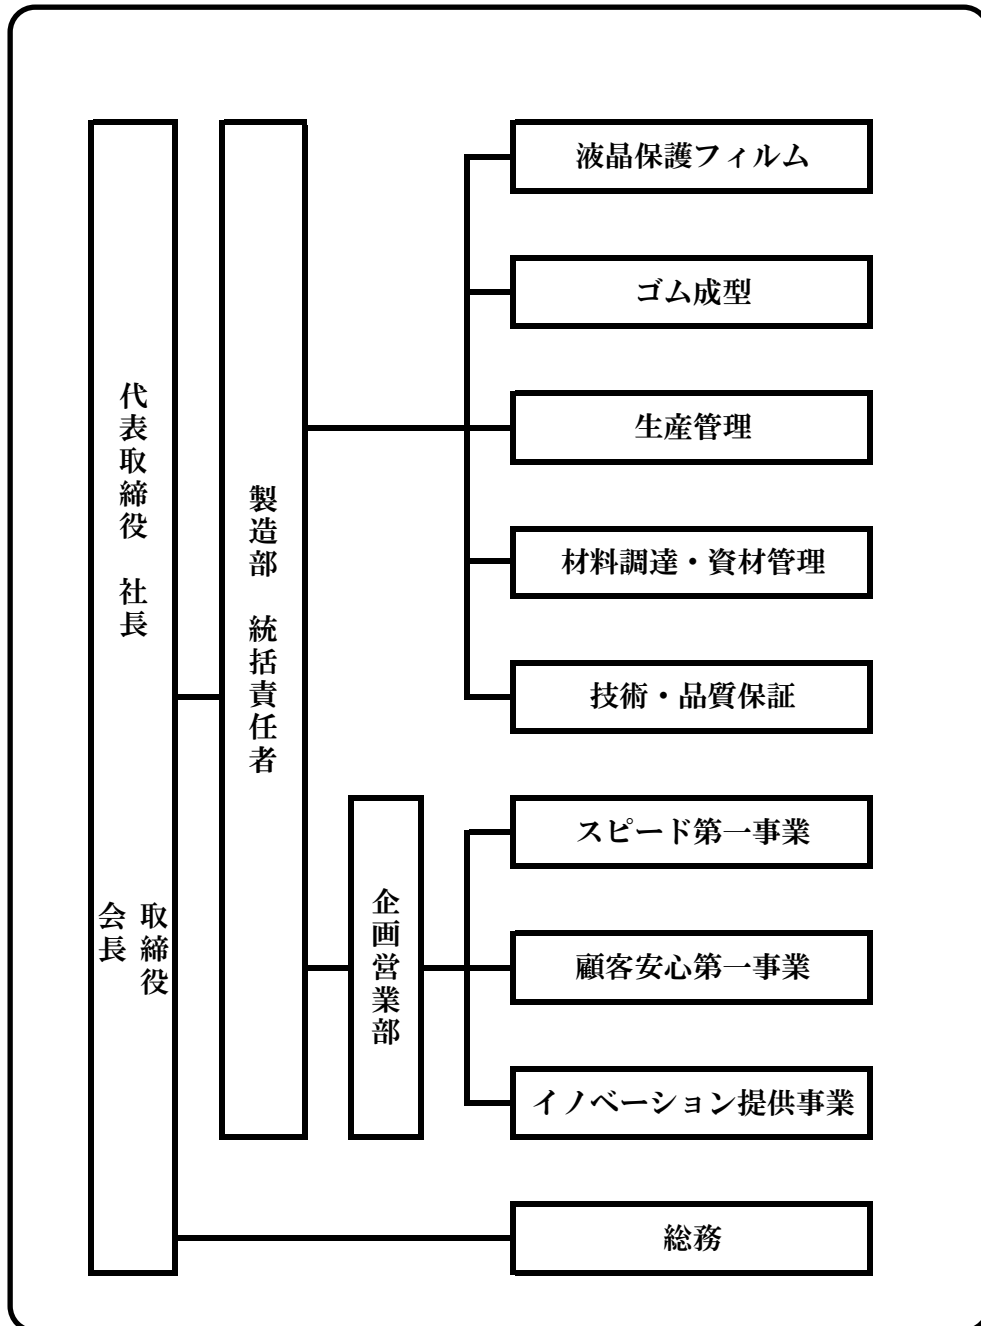 代表取締役　社長
取締役
会長
製造部　統括責任者
企画営業部
液晶保護フィルム
ゴム成型
生産管理
材料調達・資材管理
技術・品質保証
スピード第一事業
顧客安心第一事業
イノベーション提供事業
総務